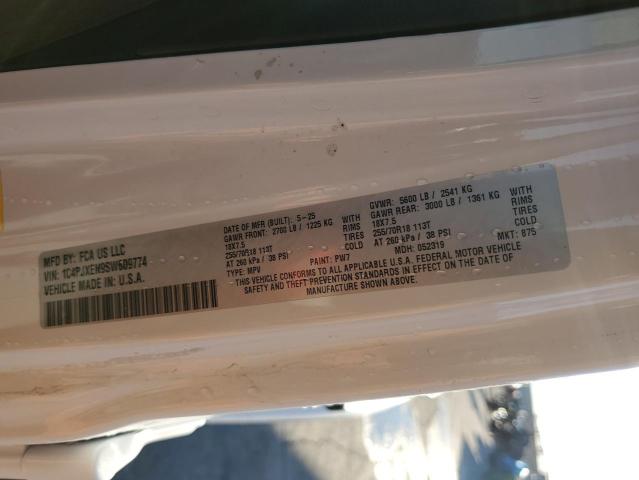 MFD BY: FCA US LLC
DATE OF MFR (BUILT): 5-25
GVWR: 5600 LB / 2541 KG
GAWR FRONT: 2700 LB / 1225 KG WITH
GAWR REAR: 3000 LB / 1361 KG WITH
18X7.5 RIMS
18X7.5 RIMS
255/70R18 113T TIRES
255/70R18 113T TIRES
AT 260 kPa / 38 PSI COLD
AT 260 kPa / 38 PSI COLD
VIN: 1C4PJXEH9SW609774
VEHICLE MADE IN U.S.A.
TYPE: MPV
PAINT: PW7
MDH: 052319
MKT: B75
THIS VEHICLE CONFORMS TO ALL APPLICABLE U.S.A. FEDERAL MOTOR VEHICLE
SAFETY AND THEFT PREVENTION STANDARDS IN EFFECT ON THE DATE OF
MANUFACTURE SHOWN ABOVE.